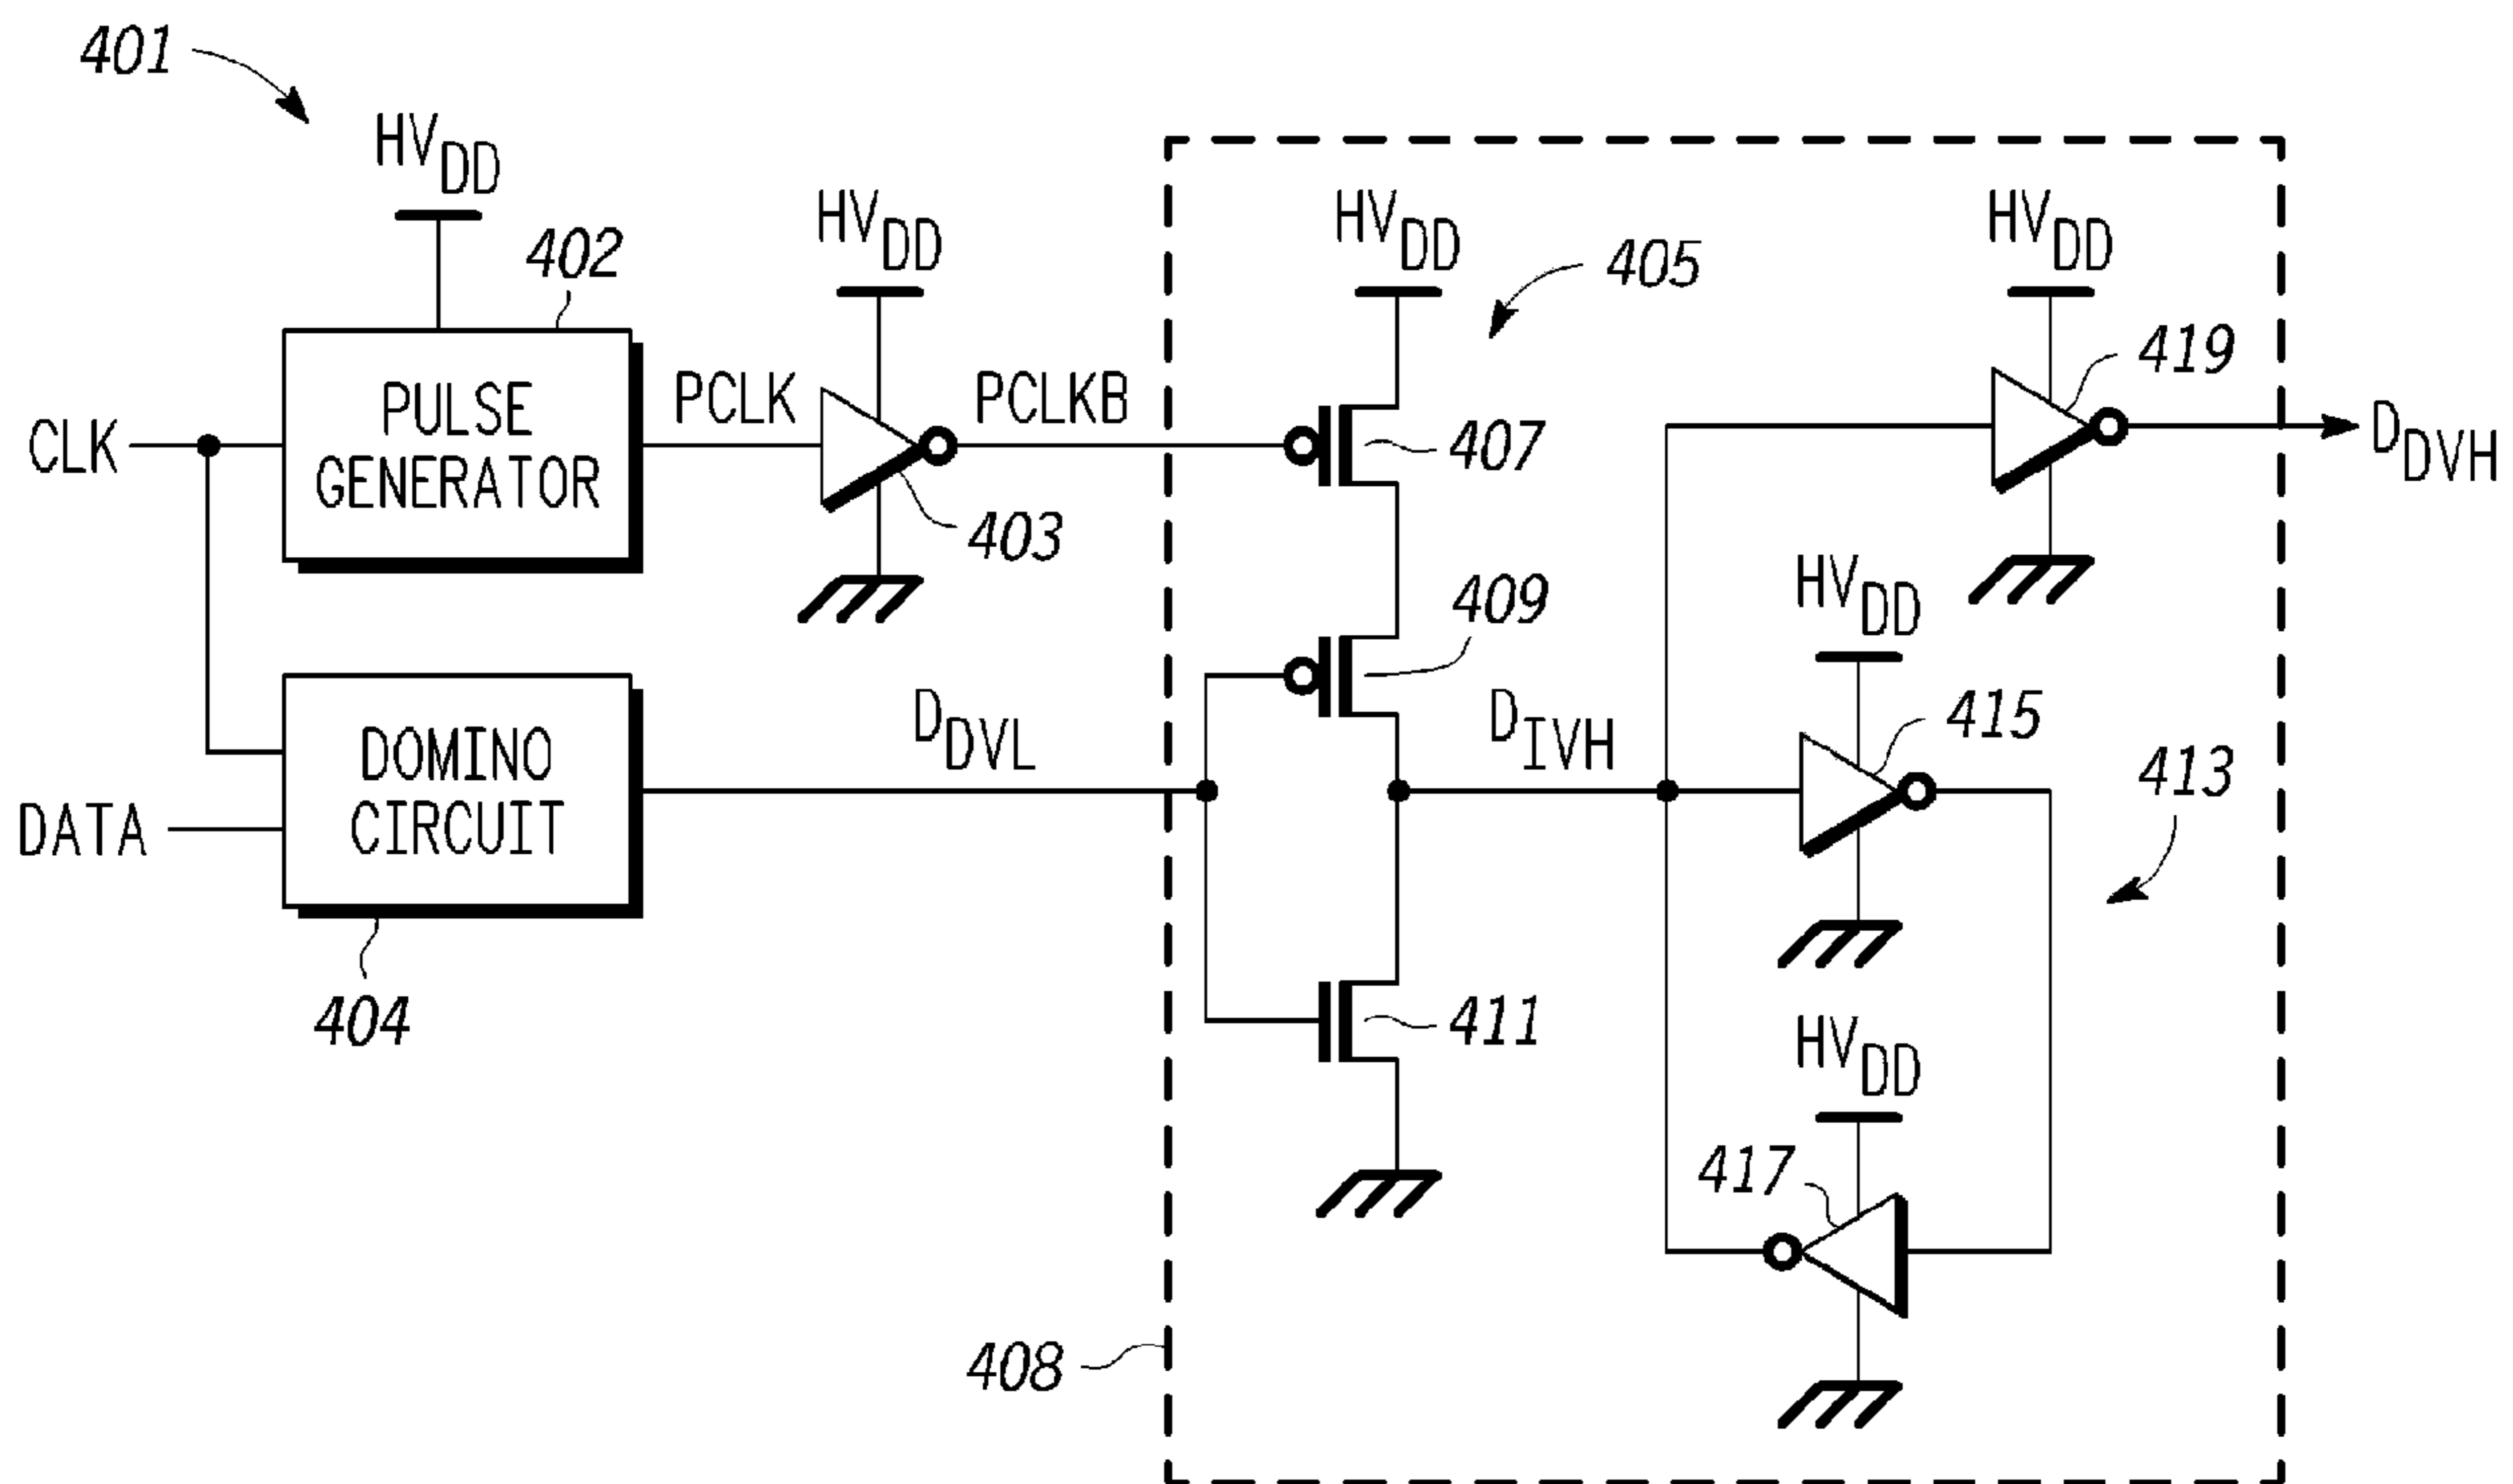 401
HVDD
402
HVDD
HVDD
405
HVDD
419
CLK
PULSE
GENERATOR
PCLK
PCLKB
407
DDVH
403
409
HVDD
DATA
DOMINO
CIRCUIT
DDVL
DIVH
415
413
404
411
HVDD
417
408